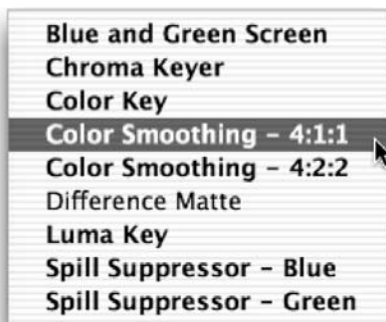 Blue and Green Screen
Chroma Keyer
Color Key
Color Smoothing – 4:1:1
Color Smoothing – 4:2:2
Difference Matte
Luma Key
Spill Suppressor – Blue
Spill Suppressor – Green